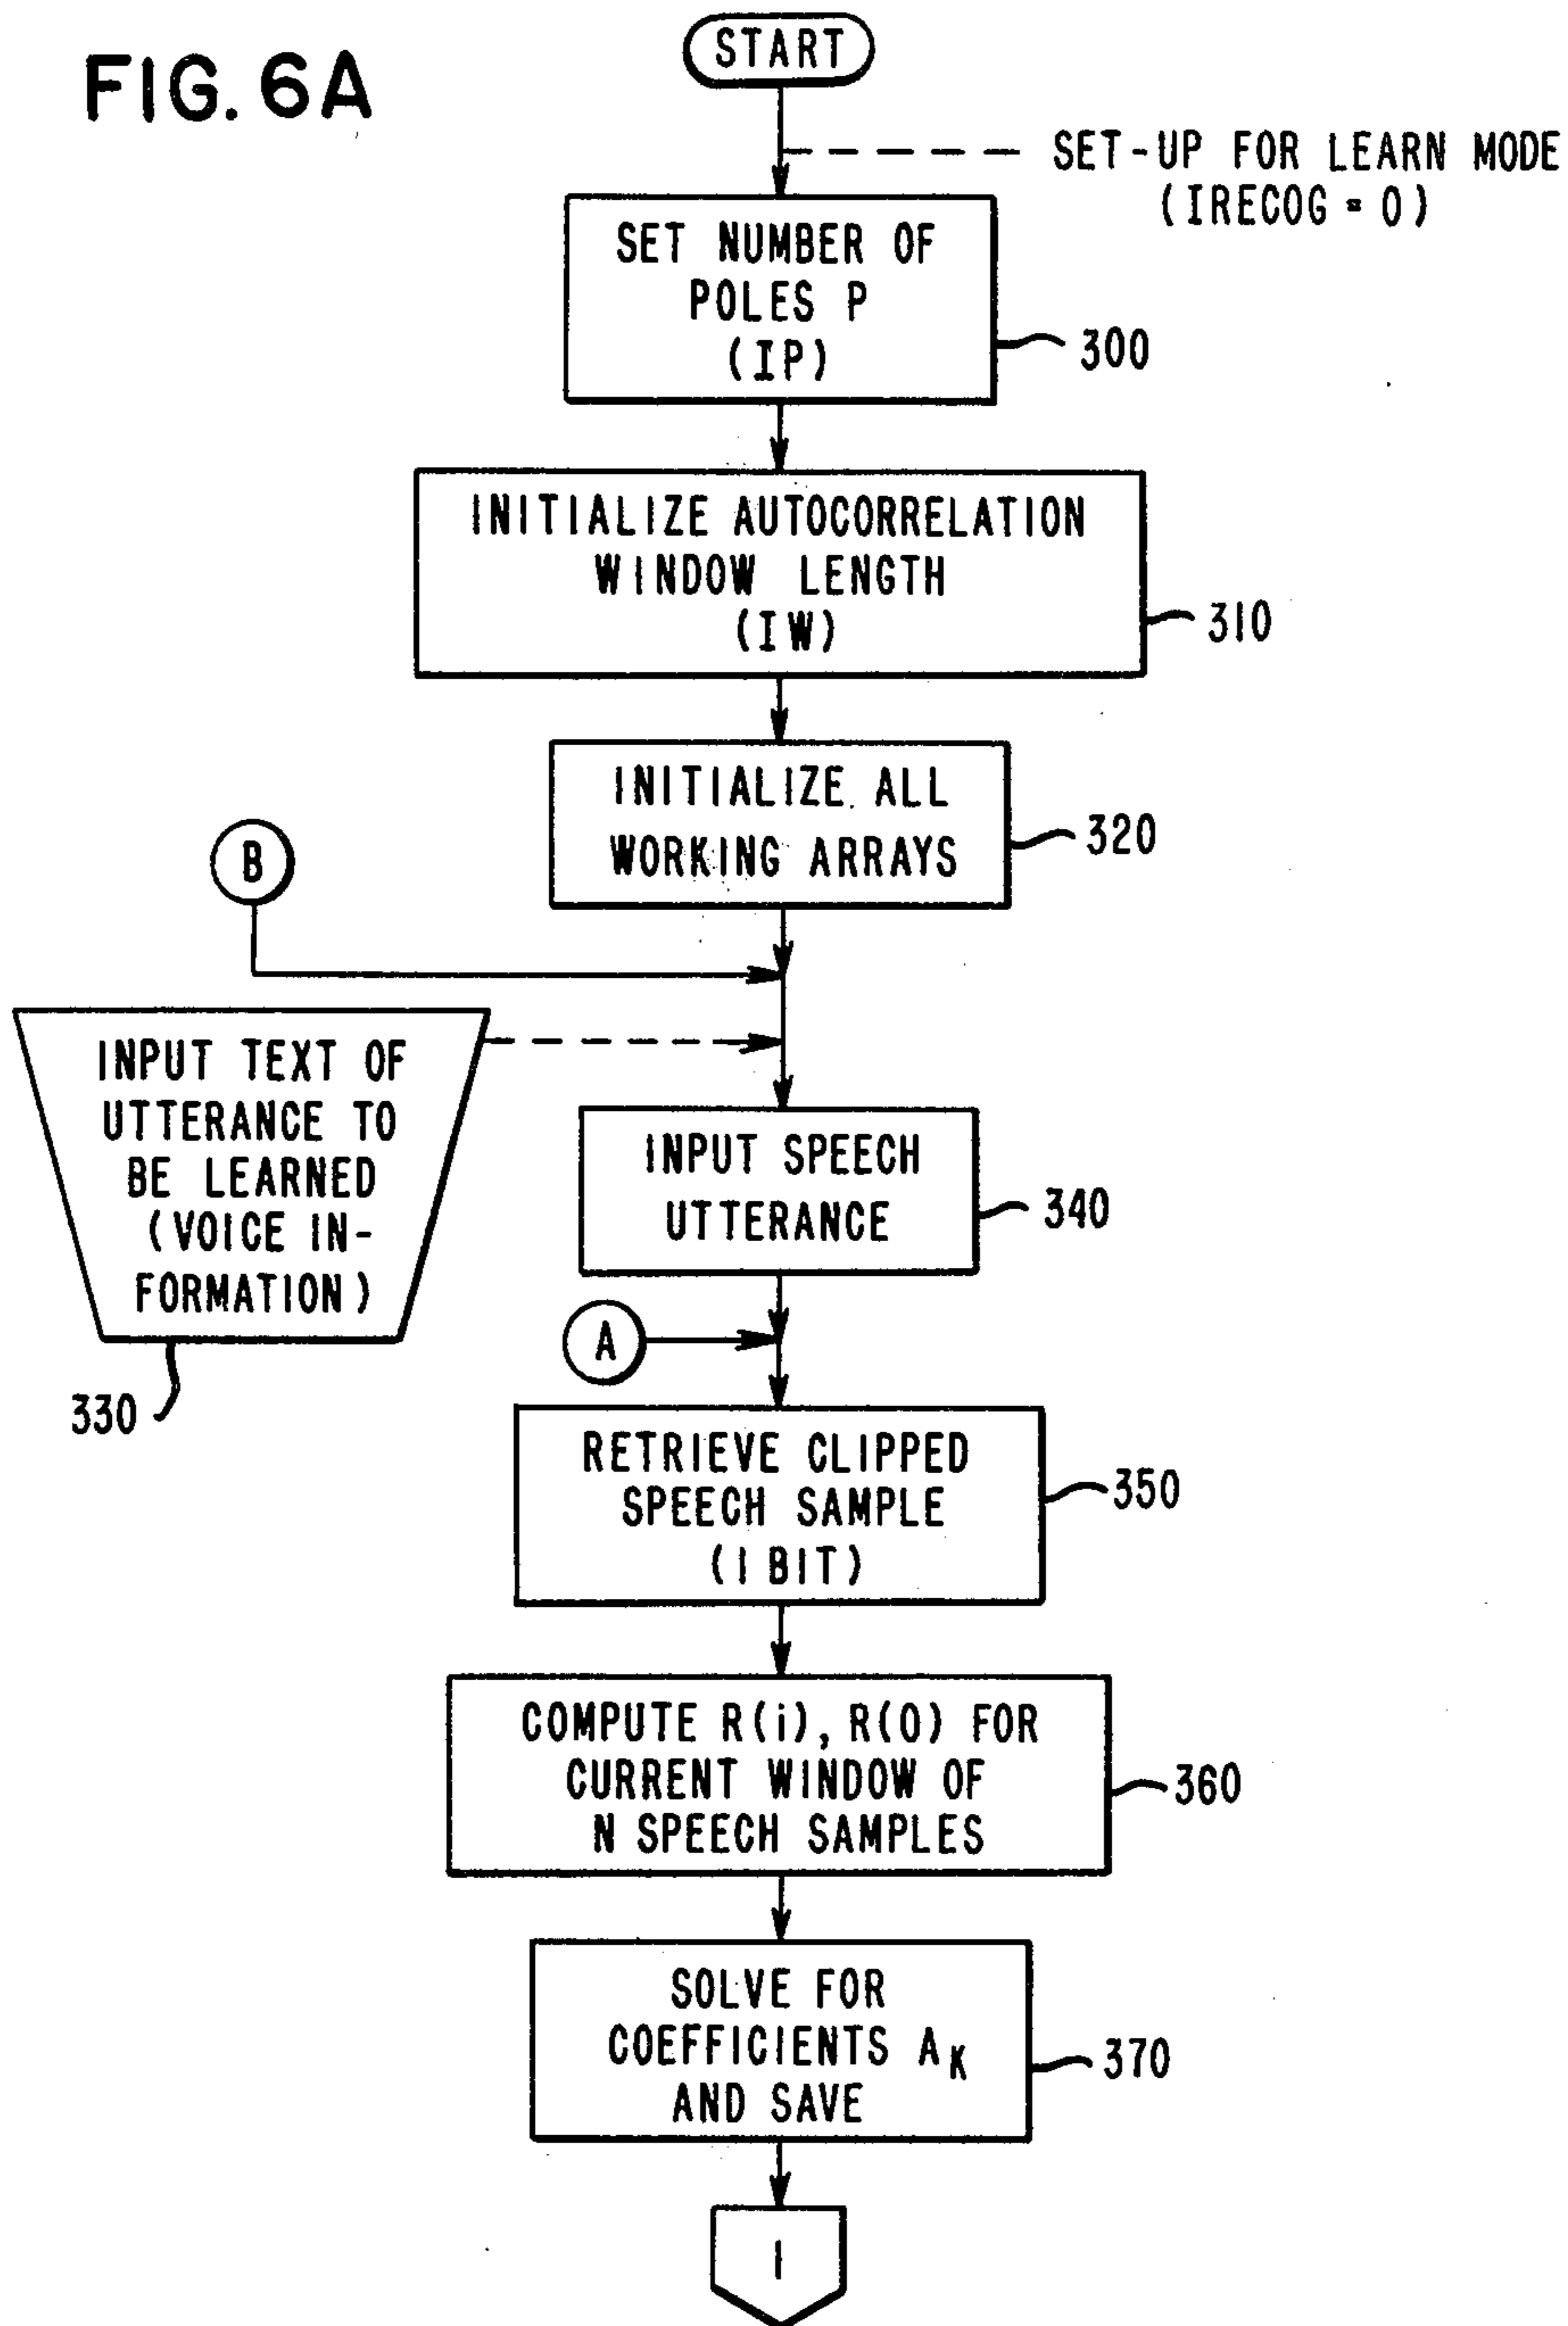 FIG. 6A
START
SET-UP FOR LEARN MODE
(IRECOG = 0)
SET NUMBER OF
POLES P
(IP)
300
INITIALIZE AUTOCORRELATION
WINDOW LENGTH
(IW)
310
INITIALIZE ALL
WORKING ARRAYS
320
B
INPUT TEXT OF
UTTERANCE TO
BE LEARNED
(VOICE IN-
FORMATION)
330
INPUT SPEECH
UTTERANCE
340
A
RETRIEVE CLIPPED
SPEECH SAMPLE
(IBIT)
350
COMPUTE R(i), R(0) FOR
CURRENT WINDOW OF
N SPEECH SAMPLES
360
SOLVE FOR
COEFFICIENTS AK
AND SAVE
370
1